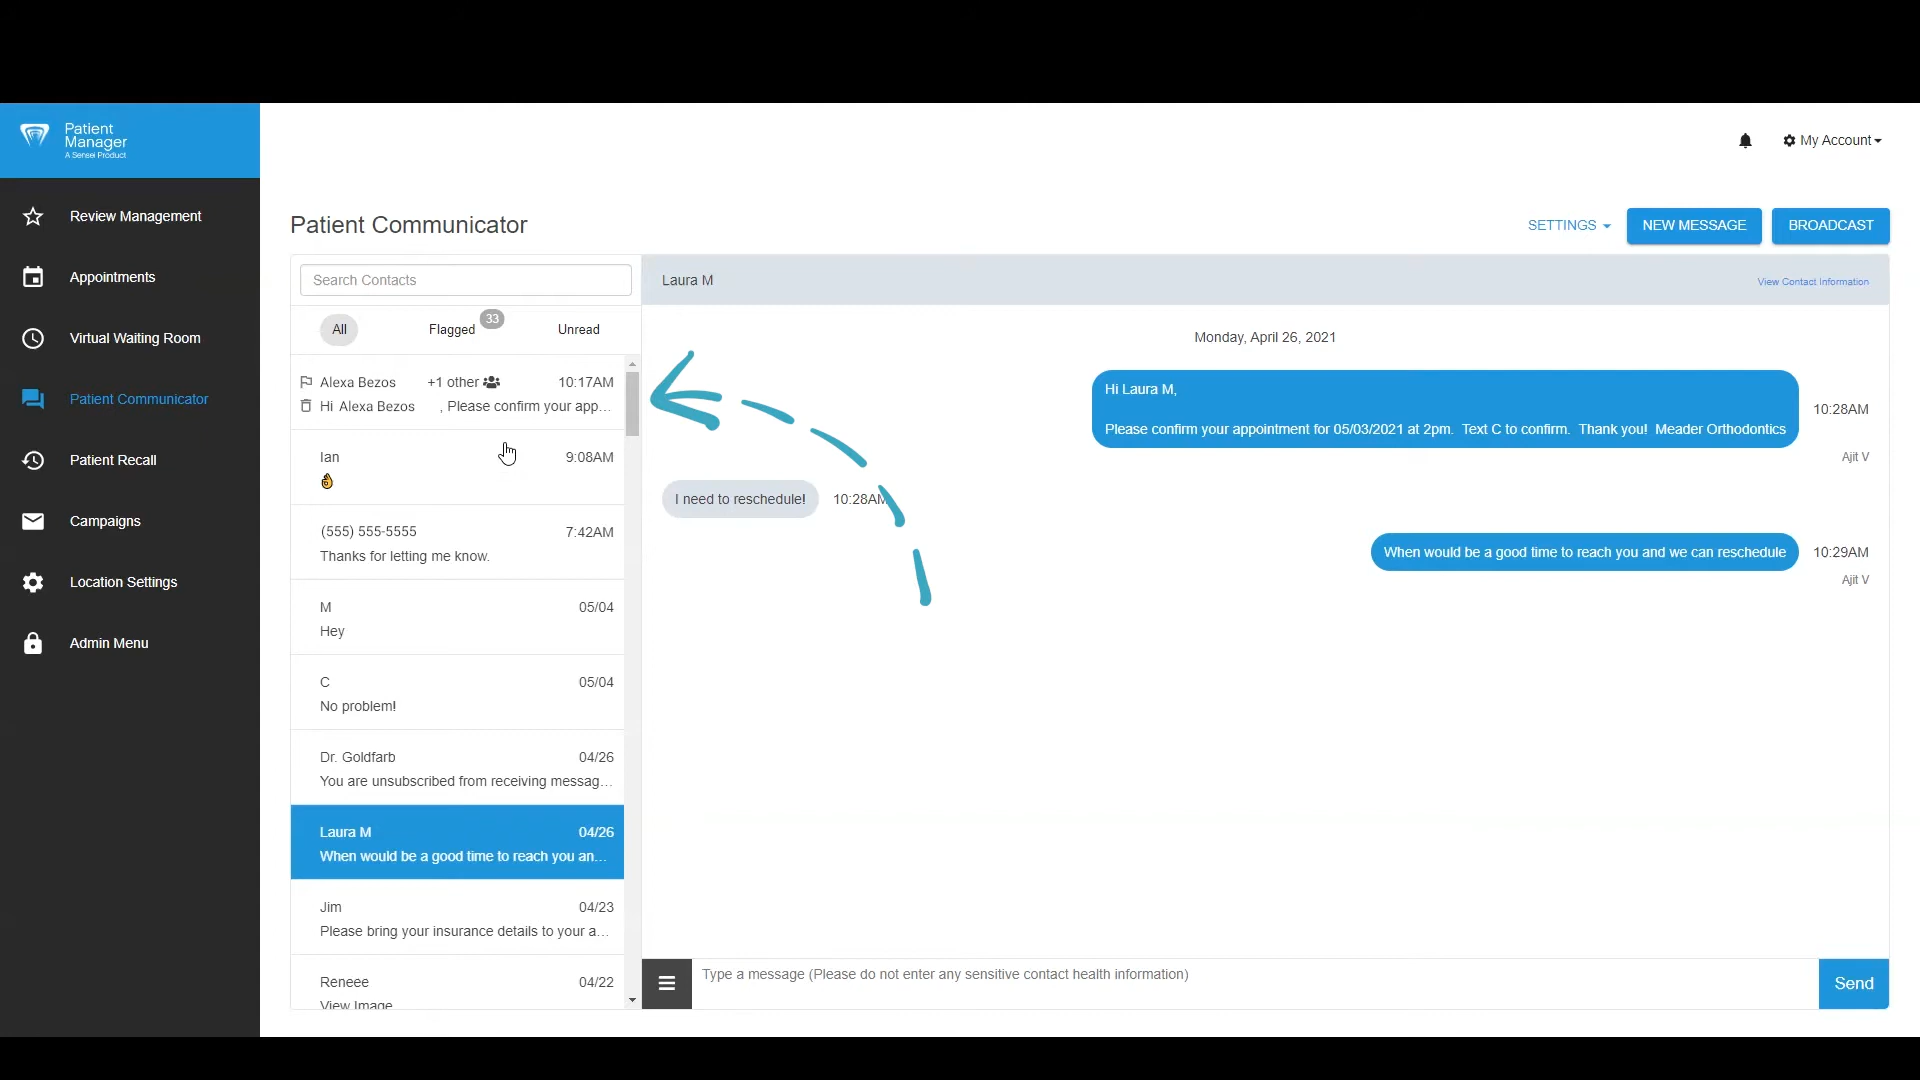 Patient
Manager
A Sensei Product
My Account
Review Management
Appointments
Virtual Waiting Room
Patient Communicator
Patient Recall
Campaigns
Location Settings
Admin Menu
Patient Communicator
SETTINGS
NEW MESSAGE
BROADCAST
Search Contacts
All
Flagged
33
Unread
Alexa Bezos +1 other 10:17AM
Hi Alexa Bezos , Please confirm your app...
Ian 9:08AM
👌
(555) 555-5555 7:42AM
Thanks for letting me know.
M 05/04
Hey
C 05/04
No problem!
Dr. Goldfarb 04/26
You are unsubscribed from receiving messag...
Laura M 04/26
When would be a good time to reach you an...
Jim 04/23
Please bring your insurance details to your a...
Reneee 04/22
View Image
Laura M
View Contact Information
Monday, April 26, 2021
Hi Laura M,
Please confirm your appointment for 05/03/2021 at 2pm. Text C to confirm. Thank you! Meader Orthodontics
10:28AM
Ajit V
I need to reschedule! 10:28AM
When would be a good time to reach you and we can reschedule 10:29AM
Ajit V
Type a message (Please do not enter any sensitive contact health information)
Send